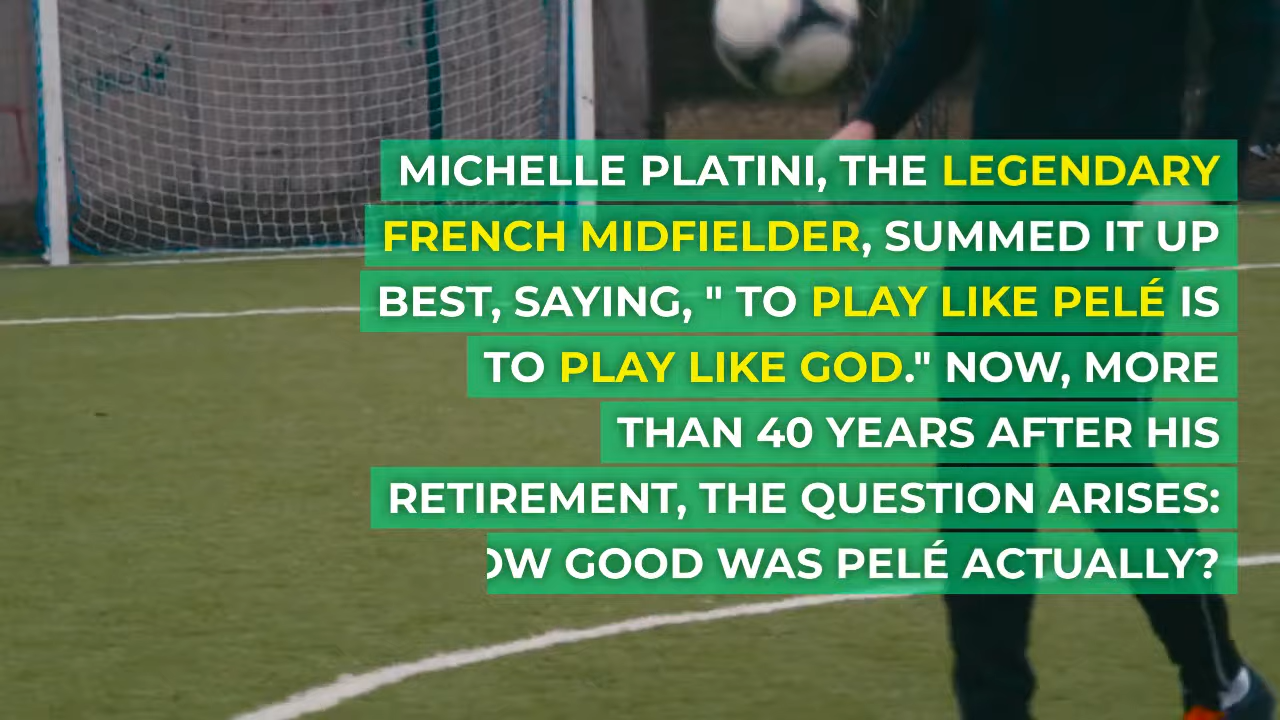 MICHELLE PLATINI, THE LEGENDARY
FRENCH MIDFIELDER, SUMMED IT UP
BEST, SAYING, " TO PLAY LIKE PELÉ IS
TO PLAY LIKE GOD." NOW, MORE
THAN 40 YEARS AFTER HIS
RETIREMENT, THE QUESTION ARISES:
OW GOOD WAS PELÉ ACTUALLY?